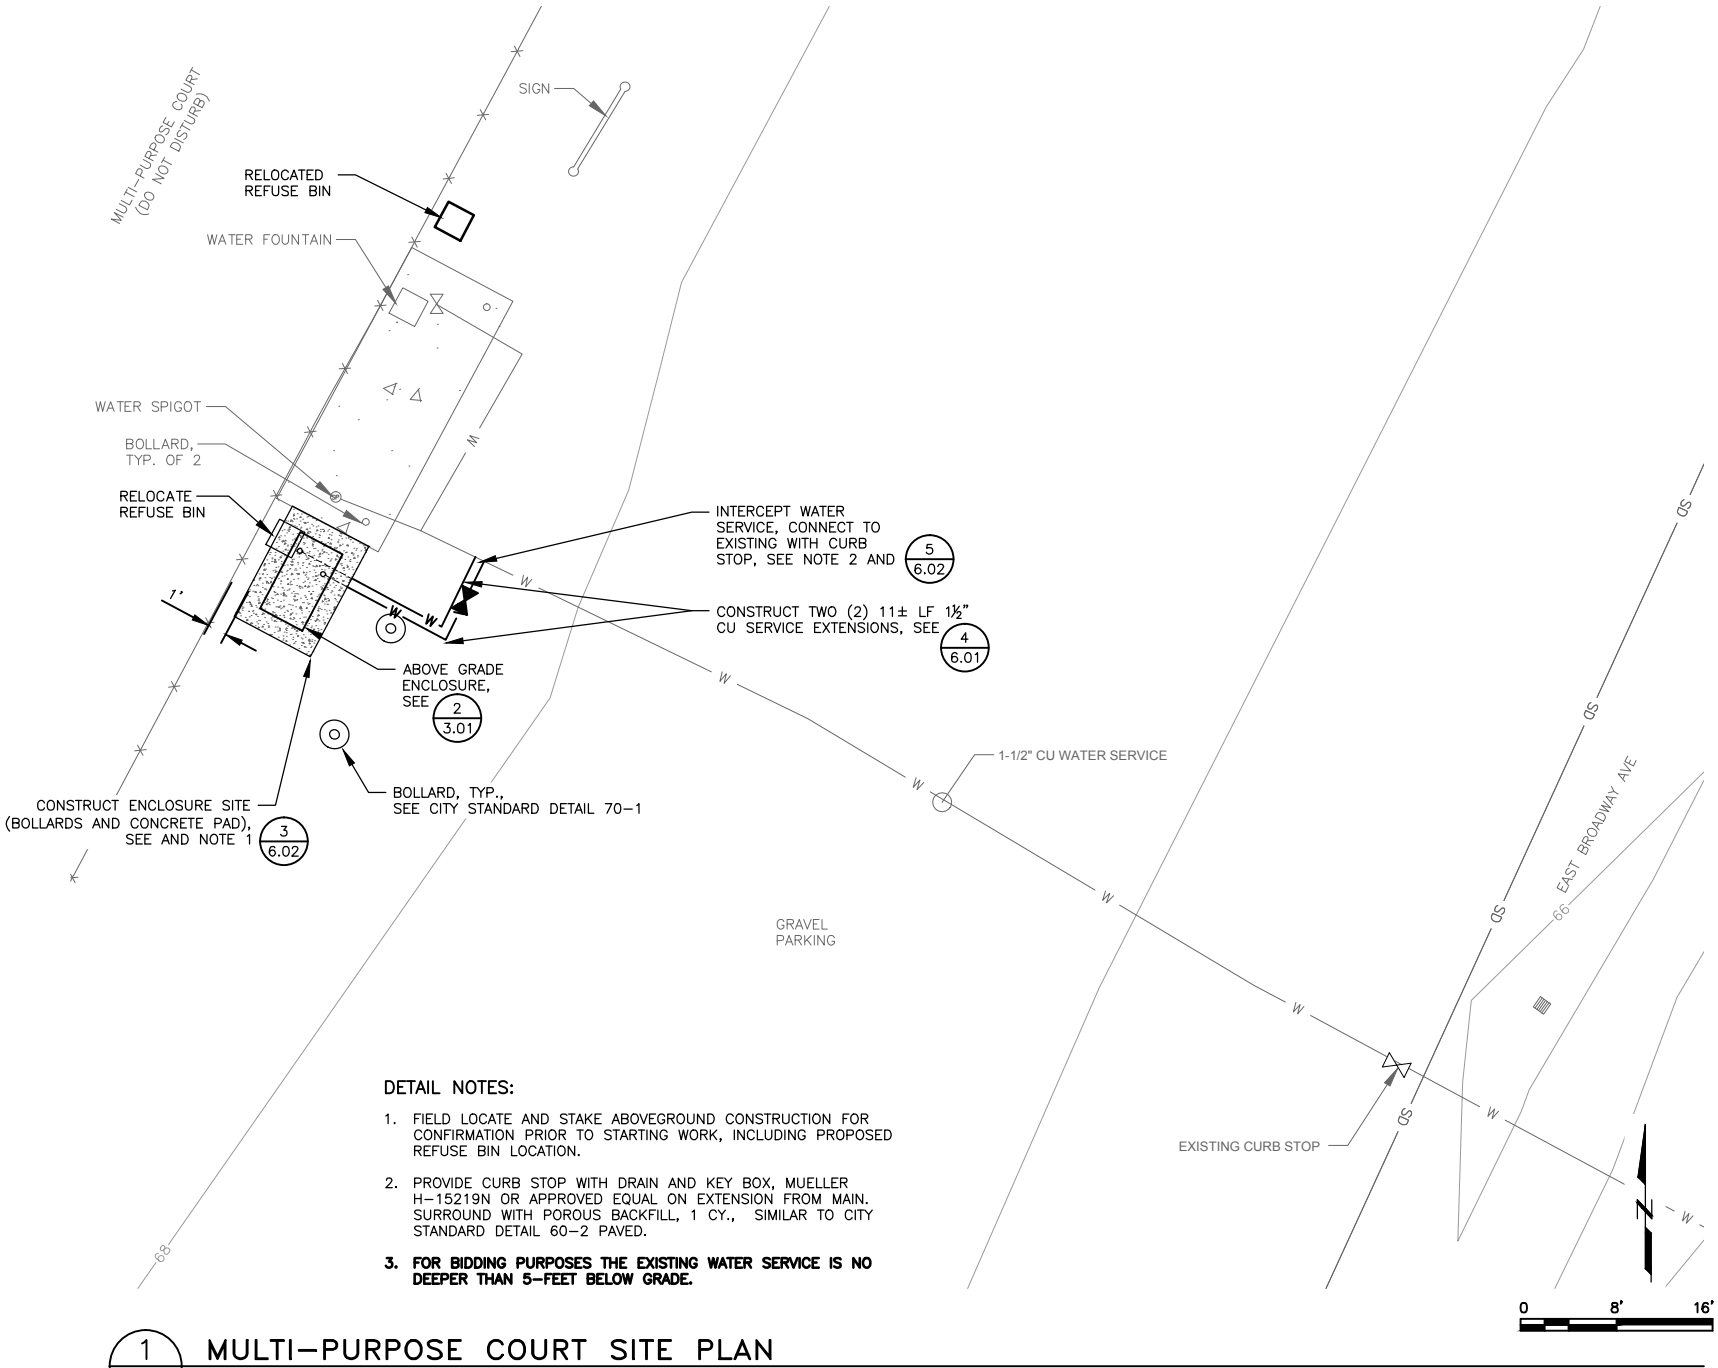 SIGN
MULTI-PURPOSE COURT
(DO NOT DISTURB)
RELOCATED
REFUSE BIN
WATER FOUNTAIN
WATER SPIGOT
BOLLARD,
TYP. OF 2
RELOCATE
REFUSE BIN
W
INTERCEPT WATER
SERVICE, CONNECT TO
EXISTING WITH CURB
STOP, SEE NOTE 2 AND
5
6.02
CONSTRUCT TWO (2) 11± LF 1½"
CU SERVICE EXTENSIONS, SEE
4
6.01
1'
W
W
W
W
ABOVE GRADE
ENCLOSURE,
SEE
2
3.01
BOLLARD, TYP.,
SEE CITY STANDARD DETAIL 70-1
CONSTRUCT ENCLOSURE SITE
(BOLLARDS AND CONCRETE PAD),
SEE AND NOTE 1
3
6.02
1-1/2" CU WATER SERVICE
W
W
W
W
W
SD
SD
SD
SD
EAST BROADWAY AVE
66
GRAVEL
PARKING
EXISTING CURB STOP
68
DETAIL NOTES:
1. FIELD LOCATE AND STAKE ABOVEGROUND CONSTRUCTION FOR
CONFIRMATION PRIOR TO STARTING WORK, INCLUDING PROPOSED
REFUSE BIN LOCATION.
2. PROVIDE CURB STOP WITH DRAIN AND KEY BOX, MUELLER
H-15219N OR APPROVED EQUAL ON EXTENSION FROM MAIN.
SURROUND WITH POROUS BACKFILL, 1 CY., SIMILAR TO CITY
STANDARD DETAIL 60-2 PAVED.
3. FOR BIDDING PURPOSES THE EXISTING WATER SERVICE IS NO
DEEPER THAN 5-FEET BELOW GRADE.
N
0 8' 16'
1 MULTI-PURPOSE COURT SITE PLAN